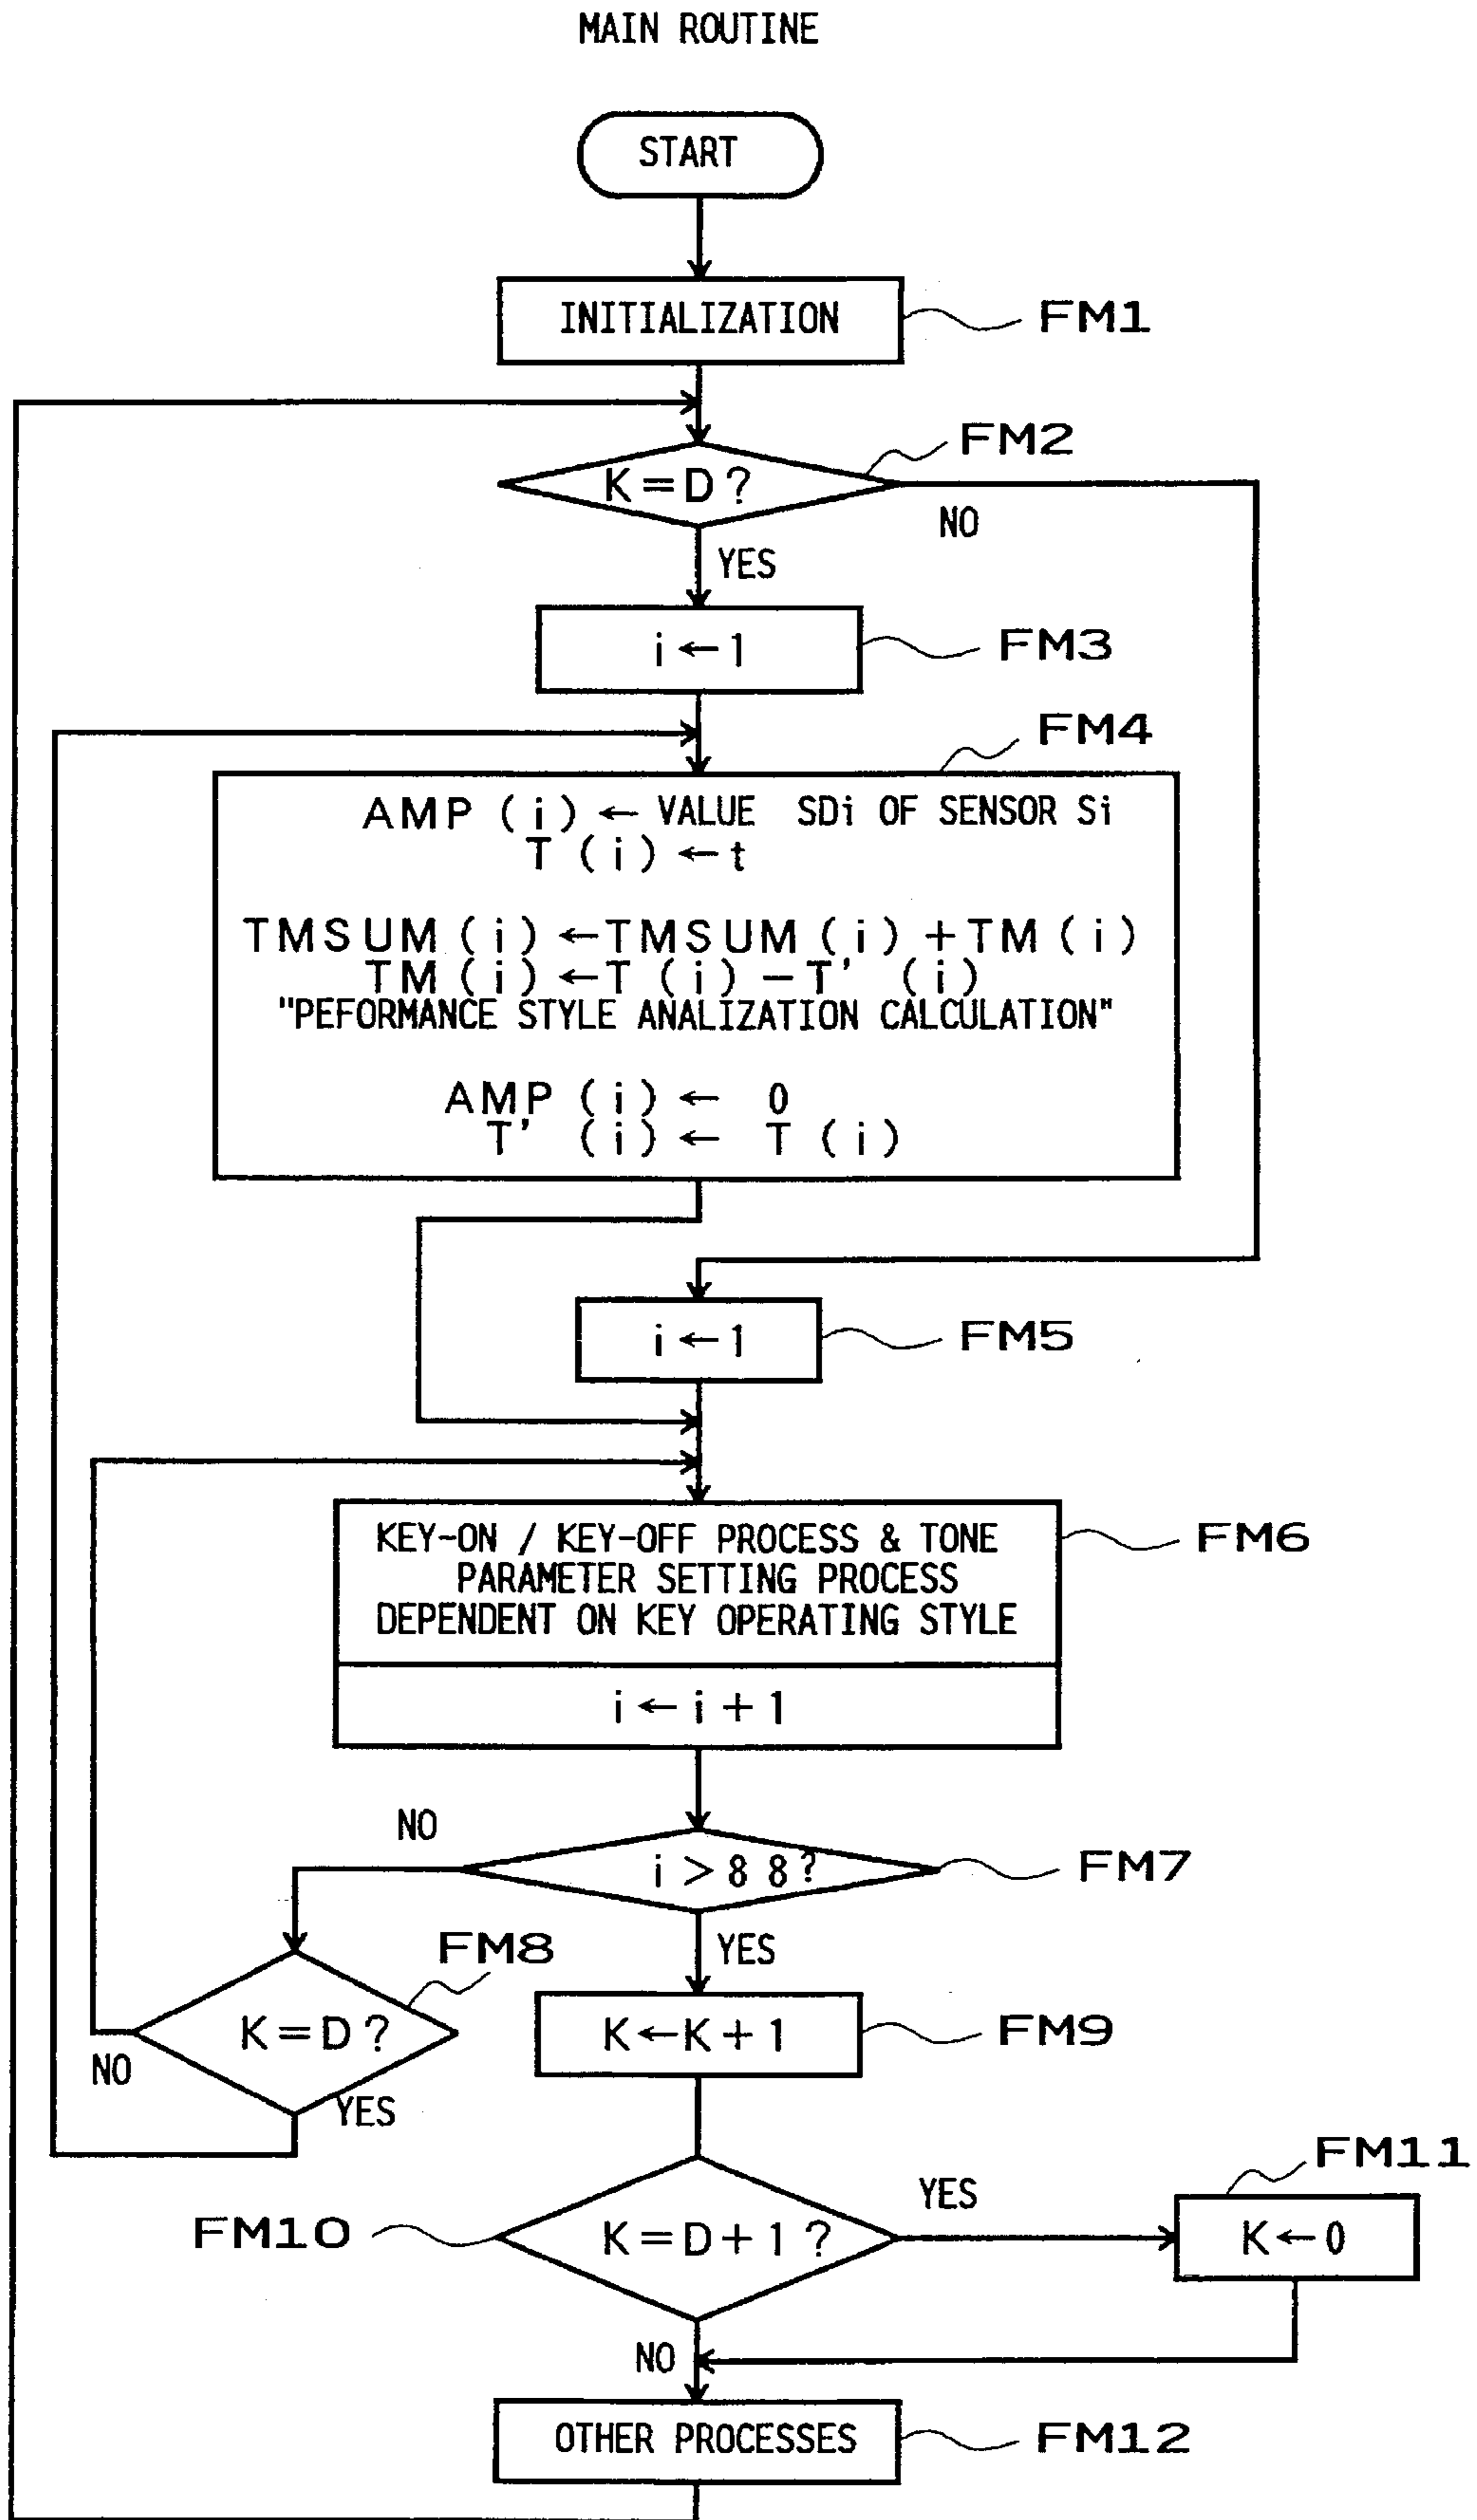 MAIN ROUTINE
START
INITIALIZATION
FM1
FM2
K=D?
NO
YES
i←1
FM3
FM4
AMP (i) ← VALUE SDi OF SENSOR Si
T (i) ← t
TMSUM (i) ← TMSUM (i) + TM (i)
TM (i) ← T (i) − T' (i)
"PEFORMANCE STYLE ANALIZATION CALCULATION"
AMP (i) ← 0
T' (i) ← T (i)
i←1
FM5
KEY-ON / KEY-OFF PROCESS & TONE
PARAMETER SETTING PROCESS
DEPENDENT ON KEY OPERATING STYLE
FM6
i←i+1
NO
i>88?
FM7
YES
FM8
K=D?
NO
YES
K←K+1
FM9
FM11
YES
FM10
K=D+1?
K←0
NO
OTHER PROCESSES
FM12